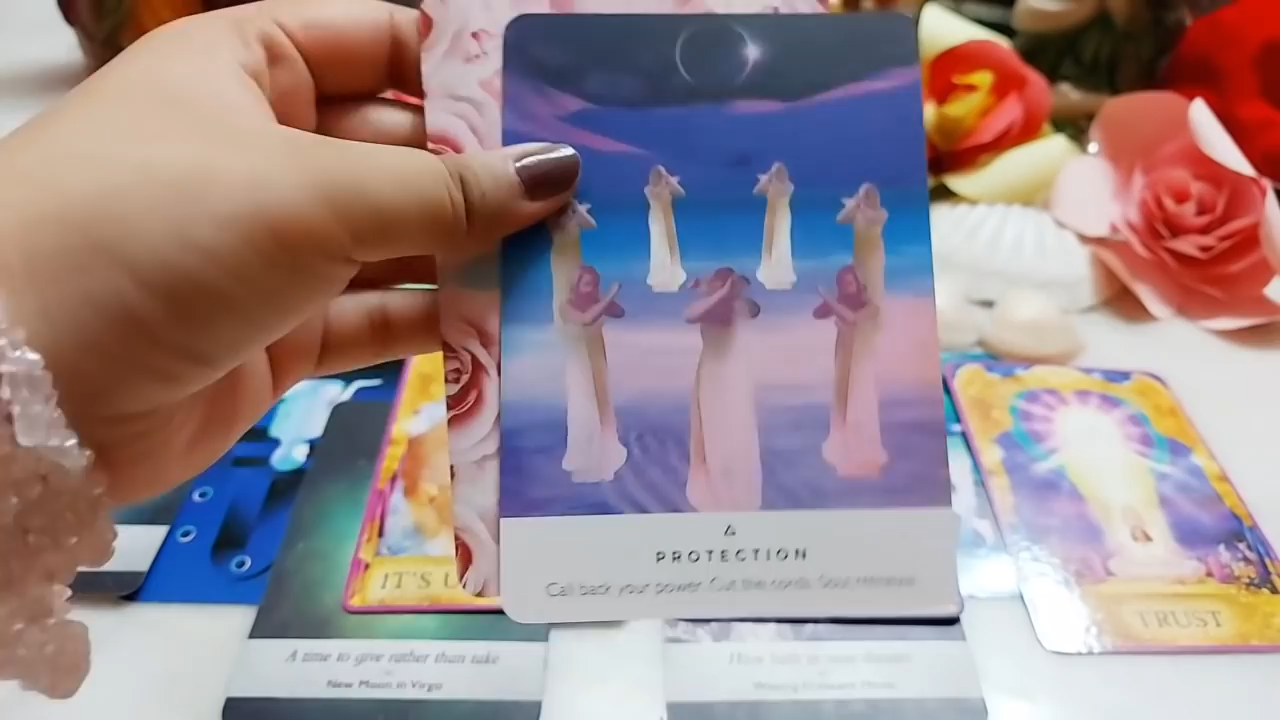 PROTECTION
Call back your power. Cut the cords. Soul retrieval
IT'S U
TRUST
A time to give rather than take
New Moon in Virgo